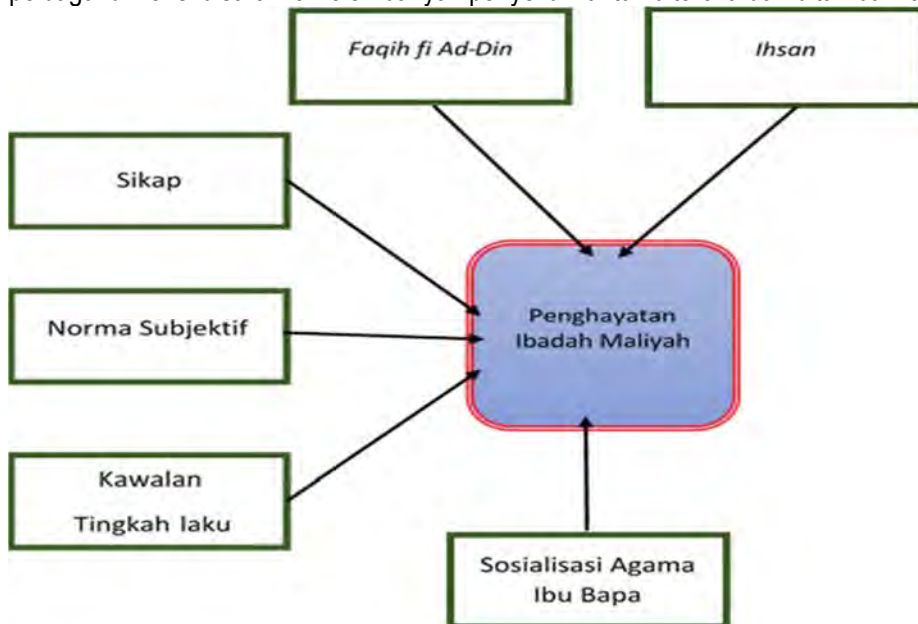 Faqih fi Ad-Din
Ihsan
Sikap
Norma Subjektif
Penghayatan
Ibadah Maliyah
Kawalan
Tingkah laku
Sosialisasi Agama
Ibu Bapa